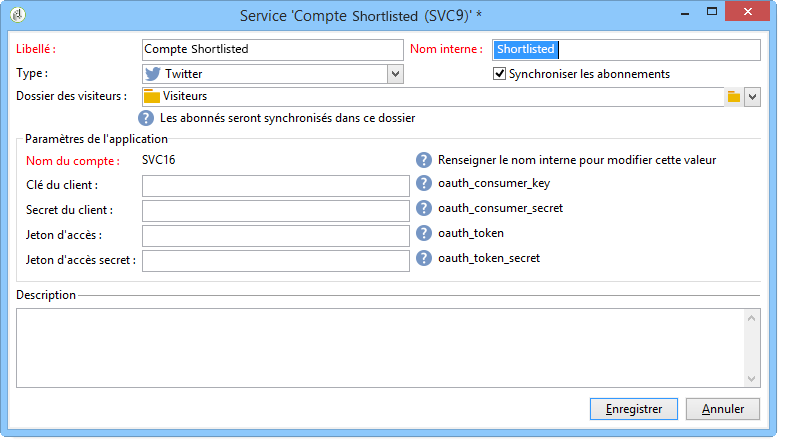 Service 'Compte Shortlisted (SVC9)' *
Libellé : Compte Shortlisted Nom interne : Shortlisted
Type : Twitter Synchroniser les abonnements
Dossier des visiteurs : Visiteurs
Les abonnés seront synchronisés dans ce dossier
Paramètres de l'application
Nom du compte : SVC16 Renseigner le nom interne pour modifier cette valeur
Clé du client : oauth_consumer_key
Secret du client : oauth_consumer_secret
Jeton d'accès : oauth_token
Jeton d'accès secret : oauth_token_secret
Description
Enregistrer Annuler